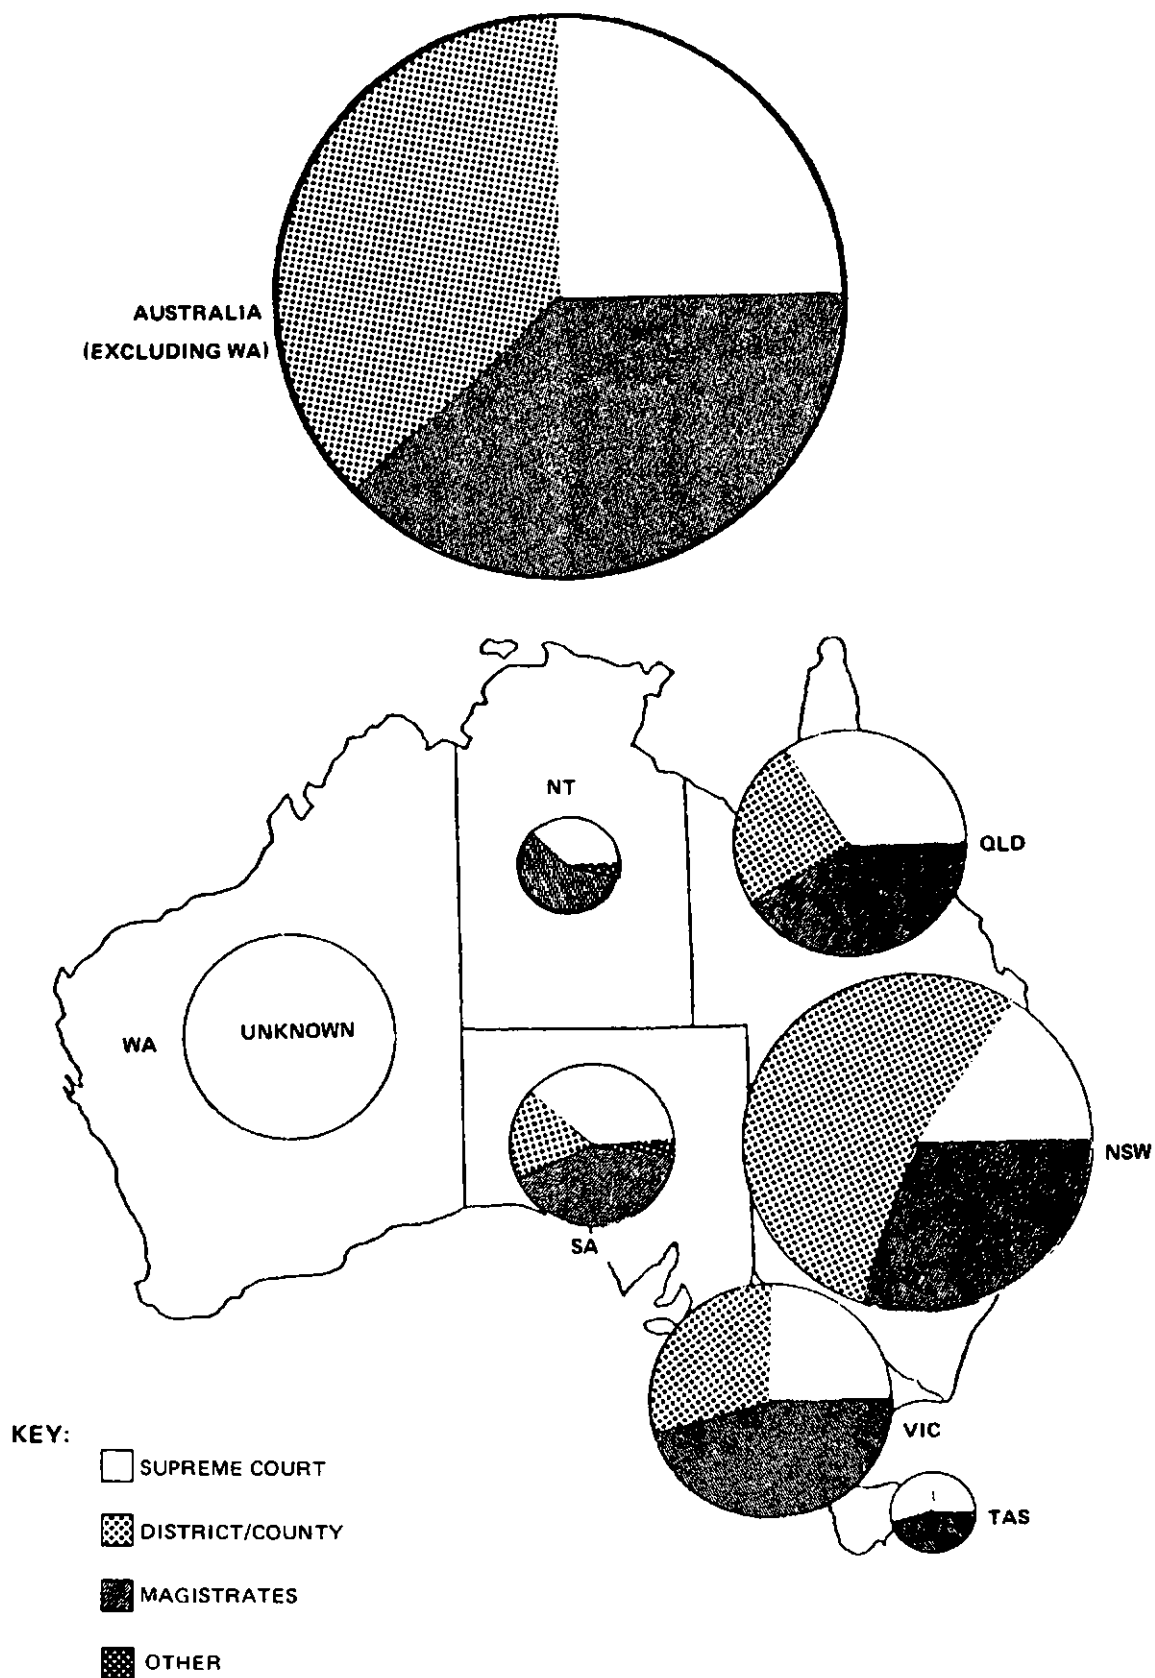 AUSTRALIA
(EXCLUDING WA)
NT
QLD
WA
UNKNOWN
NSW
SA
VIC
TAS
KEY:
SUPREME COURT
DISTRICT/COUNTY
MAGISTRATES
OTHER